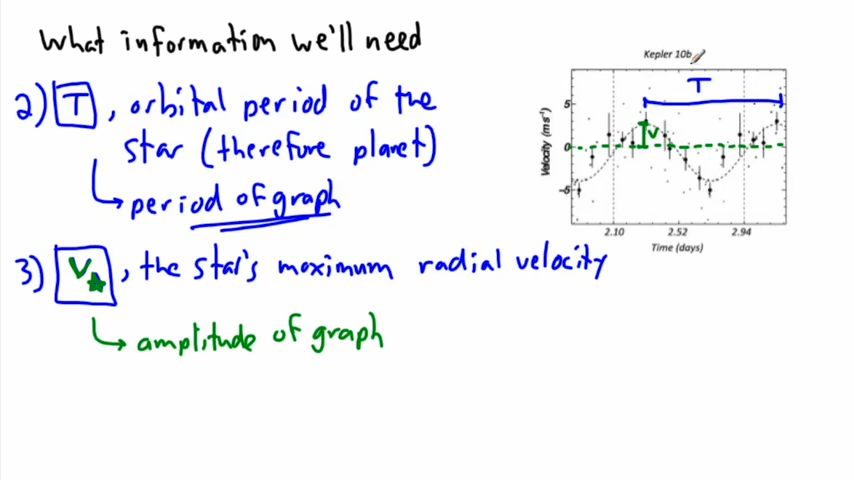 What information we'll need
2) T, orbital period of the
star (therefore planet)
period of graph
3) V★, the star's maximum radial velocity
amplitude of graph
Kepler 10b
T
V
Velocity (m s⁻¹)
5
0
-5
2.10 2.52 2.94
Time (days)